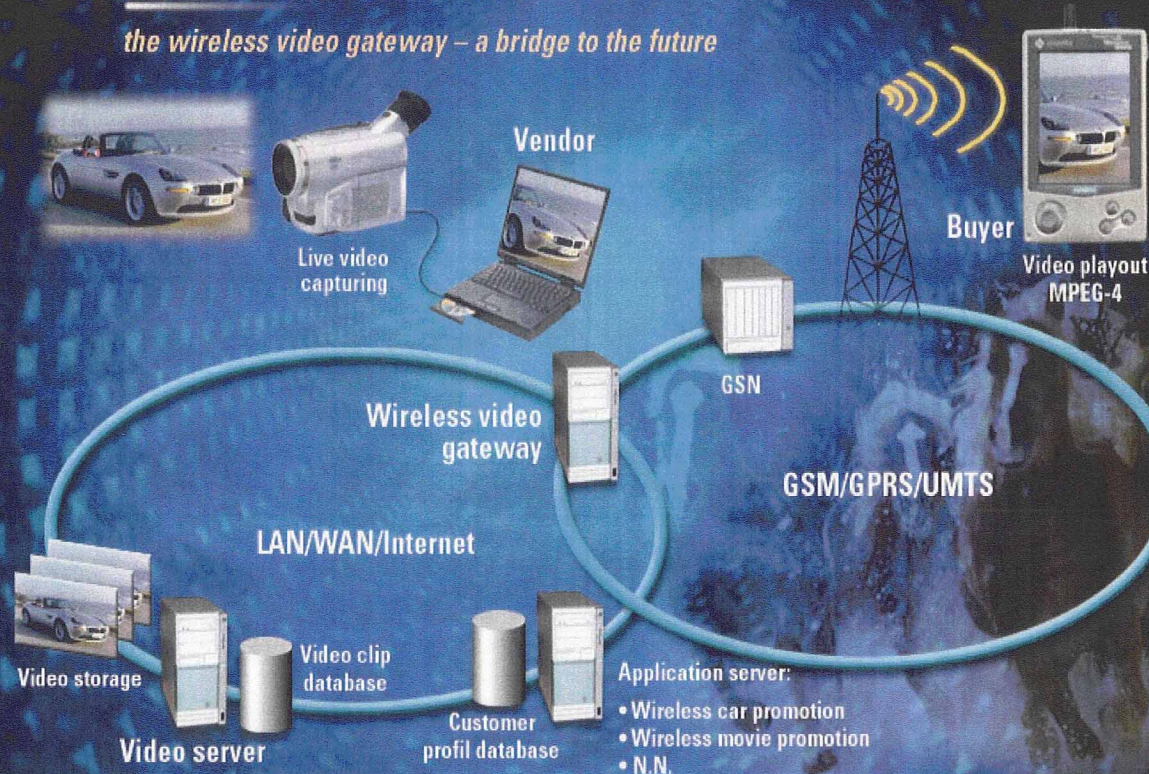 the wireless video gateway – a bridge to the future
Vendor
Live video
capturing
Buyer
Video playout
MPEG-4
GSN
Wireless video
gateway
GSM/GPRS/UMTS
LAN/WAN/Internet
Video storage
Video clip
database
Video server
Customer
profil database
Application server:
• Wireless car promotion
• Wireless movie promotion
• N.N.